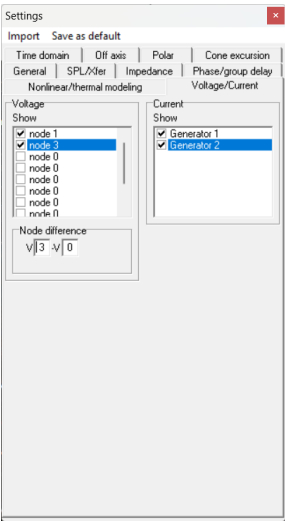 Settings
Import Save as default
Time domain Off axis Polar Cone excursion
General SPL/Xfer Impedance Phase/group delay
Nonlinear/thermal modeling Voltage/Current
Voltage
Show
node 1
node 3
node 0
node 0
node 0
node 0
node 0
Node difference
V 3 -V 0
Current
Show
Generator 1
Generator 2